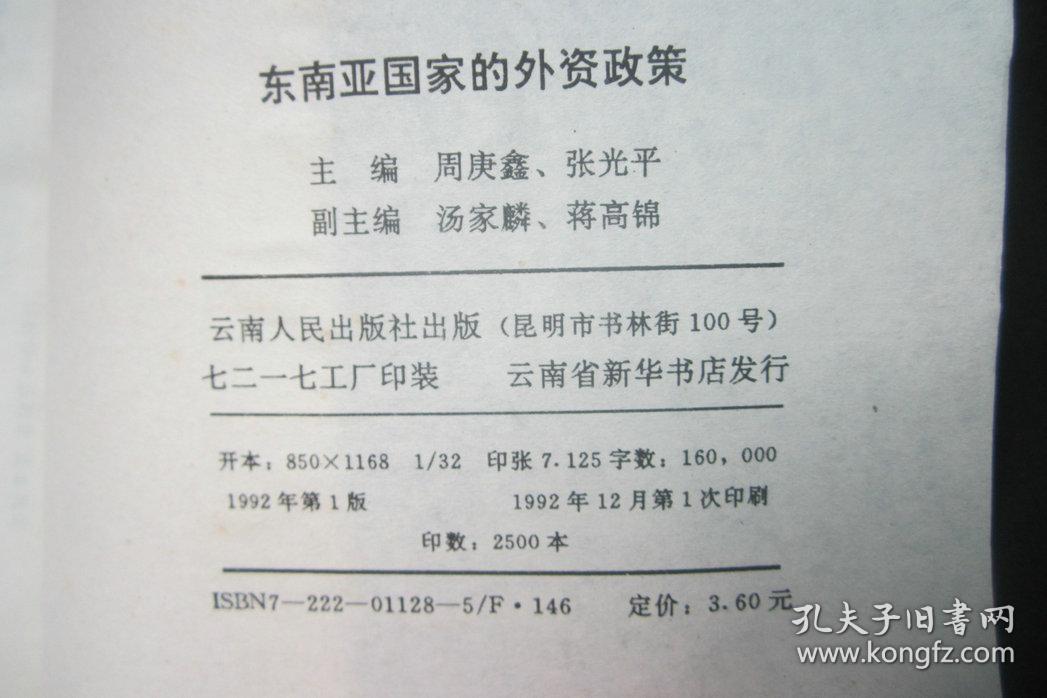 东南亚国家的外资政策
主 编 周庚鑫、张光平
副主编 汤家麟、蒋高锦
云南人民出版社出版（昆明市书林街100号）
七二一七工厂印装 云南省新华书店发行
开本：850×1168 1/32 印张7.125字数：160，000
1992年第1版 1992年12月第1次印刷
印数：2500本
ISBN7—222—01128—5/F·146 定价：3.60元
孔夫子旧书网
www.kongfz.com